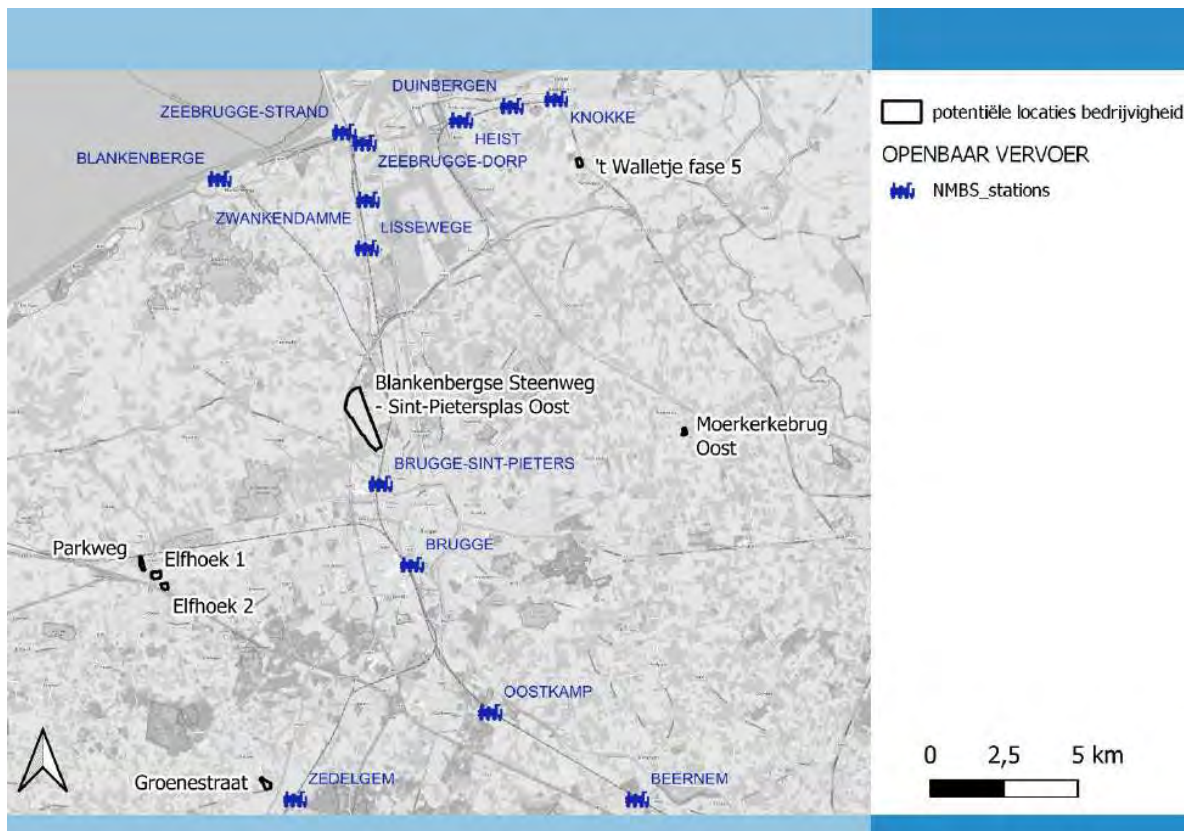 DUINBERGEN
ZEEBRUGGE-STRAND
KNOKKE
HEIST
BLANKENBERGE
ZEEBRUGGE-DORP
't Walletje fase 5
ZWANKENDAMME
LISSEWEGE
Blankenbergse Steenweg
- Sint-Pietersplas Oost
Moerkerkebrug
Oost
BRUGGE-SINT-PIETERS
Parkweg
Elfhoek 1
BRUGGE
Elfhoek 2
OOSTKAMP
Groenestraat
ZEDELGEM
BEERNEM
potentiële locaties bedrijvigheid
OPENBAAR VERVOER
NMBS_stations
0 2,5 5 km